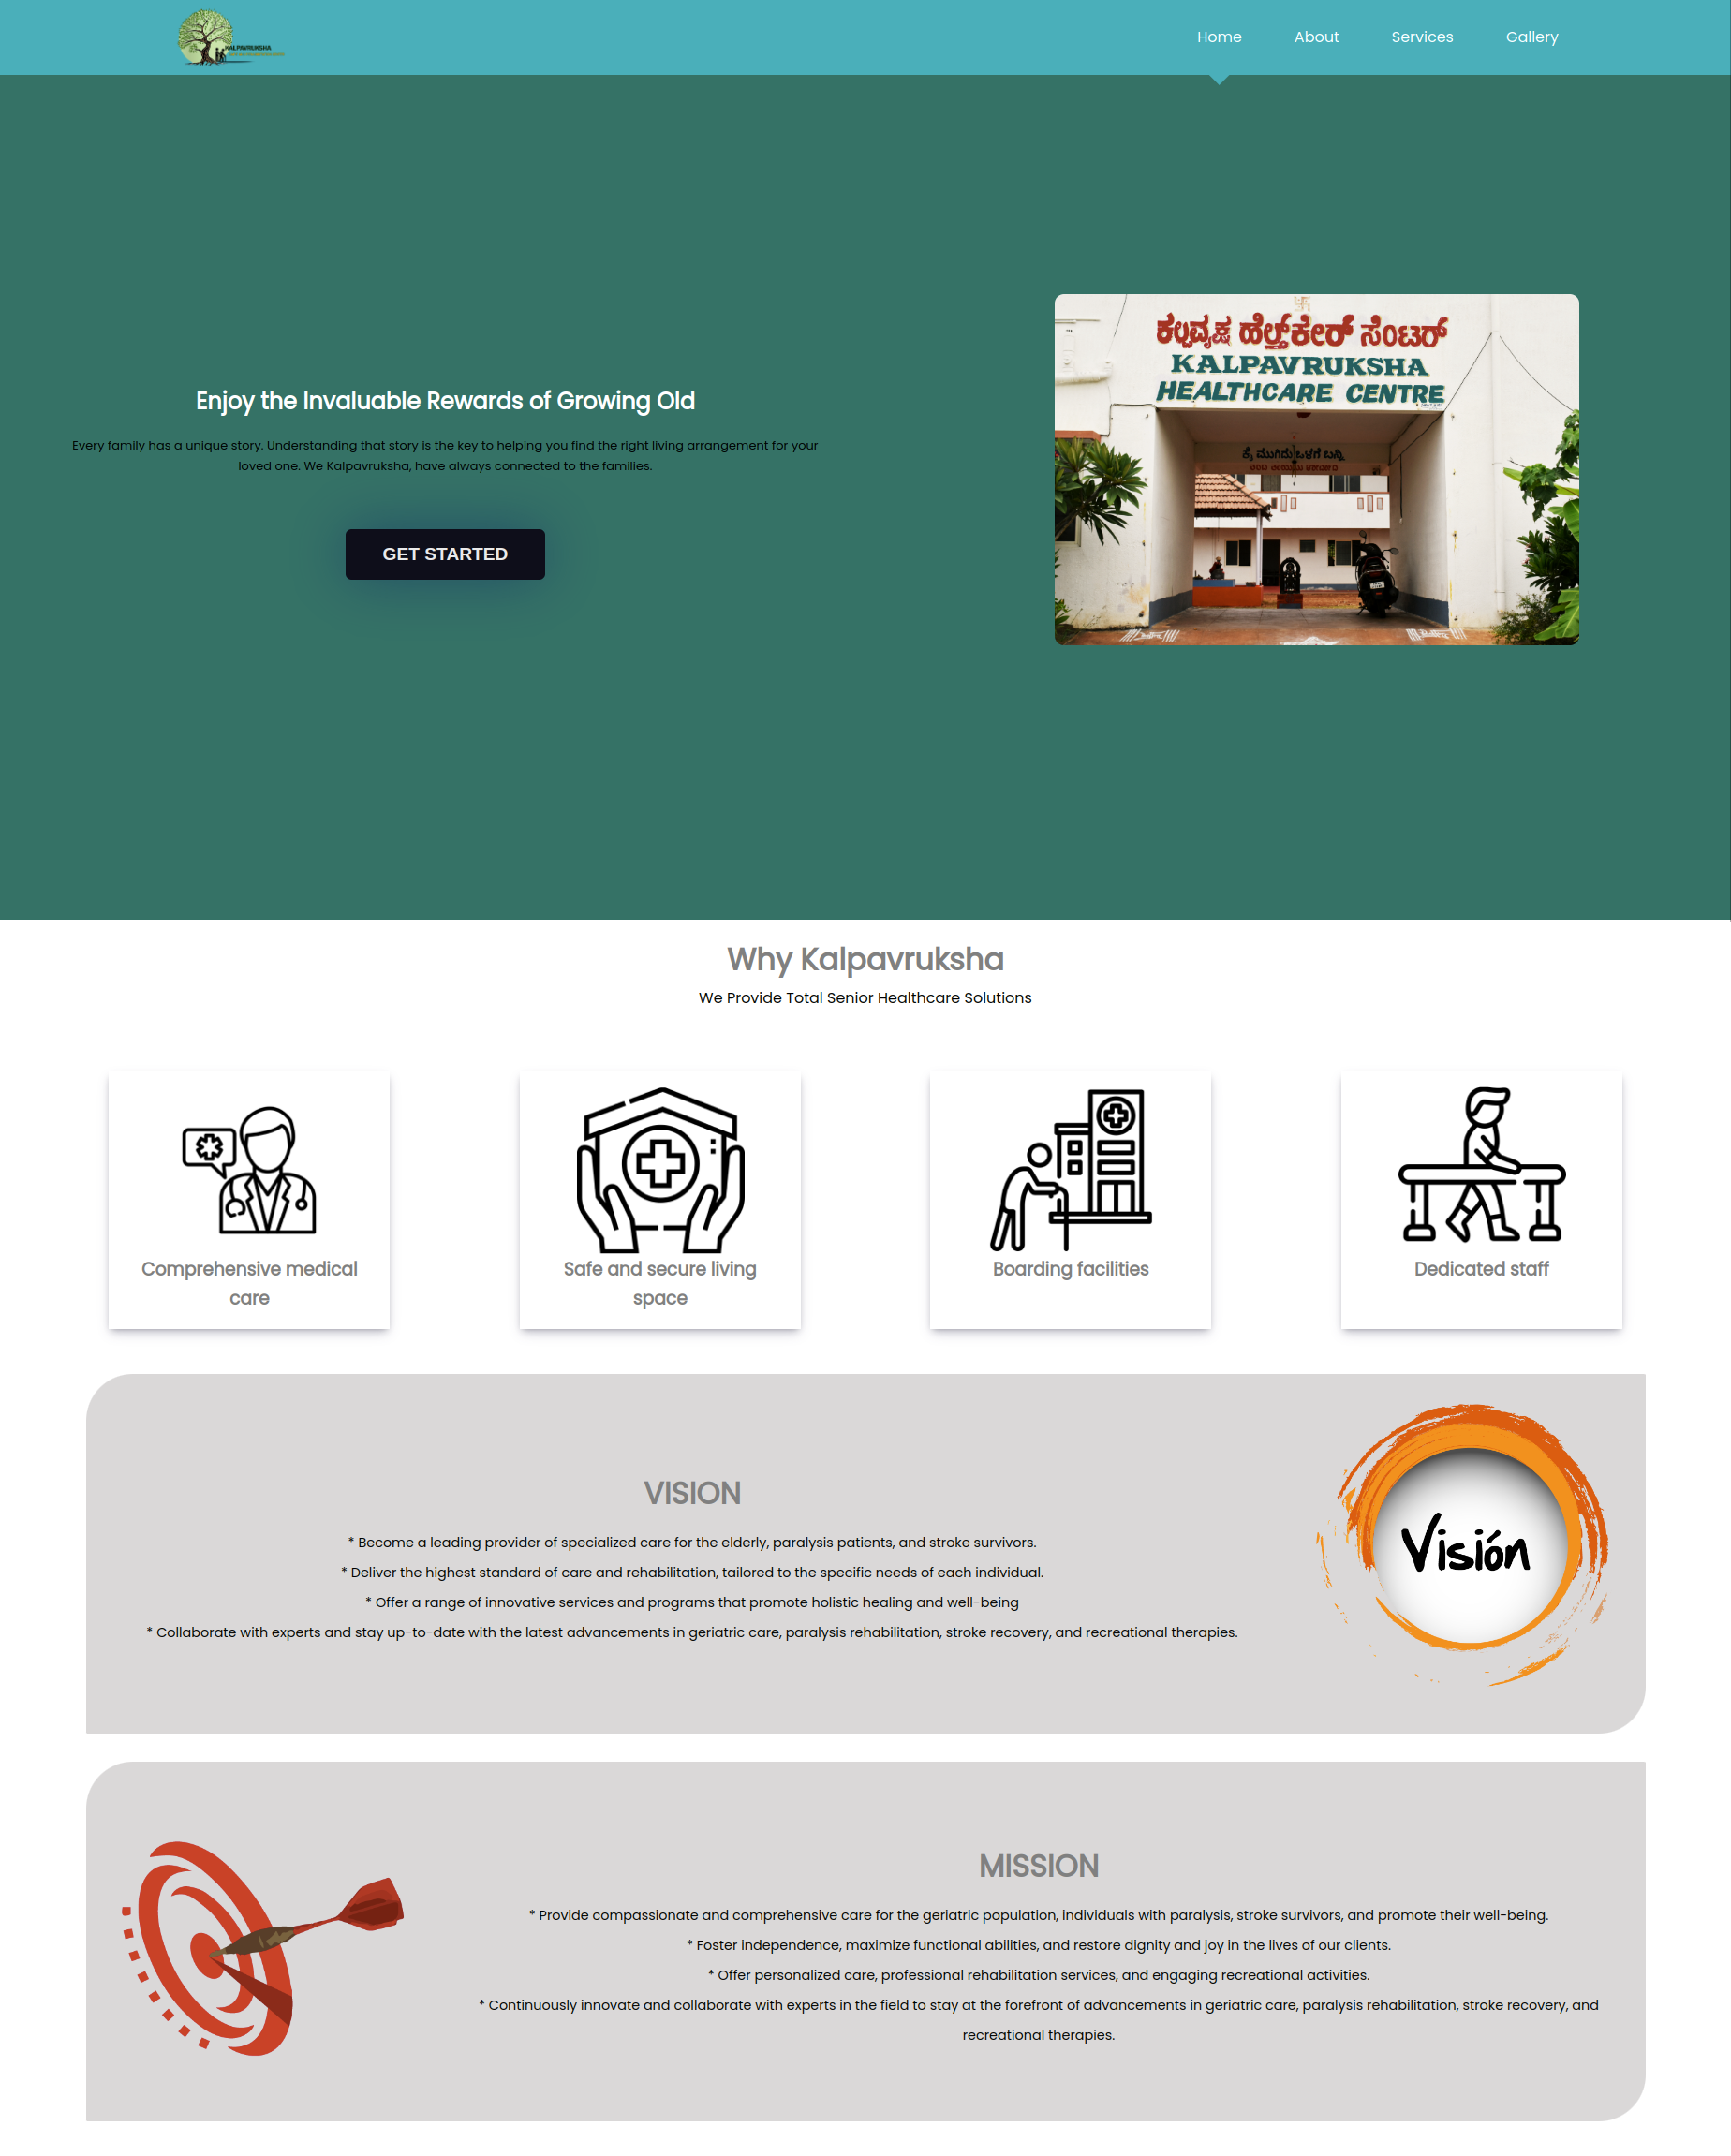 KALPAVRUKSHA
Home
About
Services
Gallery
Enjoy the Invaluable Rewards of Growing Old
Every family has a unique story. Understanding that story is the key to helping you find the right living arrangement for your
loved one. We Kalpavruksha, have always connected to the families.
GET STARTED
ಕಲ್ಪವೃಕ್ಷ ಹೆಲ್ತ್‌ಕೇರ್ ಸೆಂಟರ್
KALPAVRUKSHA
HEALTHCARE CENTRE
ಕೈ ಮುಗಿದು ಒಳಗೆ ಬನ್ನಿ
Why Kalpavruksha
We Provide Total Senior Healthcare Solutions
Comprehensive medical
care
Safe and secure living
space
Boarding facilities
Dedicated staff
VISION
* Become a leading provider of specialized care for the elderly, paralysis patients, and stroke survivors.
* Deliver the highest standard of care and rehabilitation, tailored to the specific needs of each individual.
* Offer a range of innovative services and programs that promote holistic healing and well-being
* Collaborate with experts and stay up-to-date with the latest advancements in geriatric care, paralysis rehabilitation, stroke recovery, and recreational therapies.
Visión
MISSION
* Provide compassionate and comprehensive care for the geriatric population, individuals with paralysis, stroke survivors, and promote their well-being.
* Foster independence, maximize functional abilities, and restore dignity and joy in the lives of our clients.
* Offer personalized care, professional rehabilitation services, and engaging recreational activities.
* Continuously innovate and collaborate with experts in the field to stay at the forefront of advancements in geriatric care, paralysis rehabilitation, stroke recovery, and
recreational therapies.